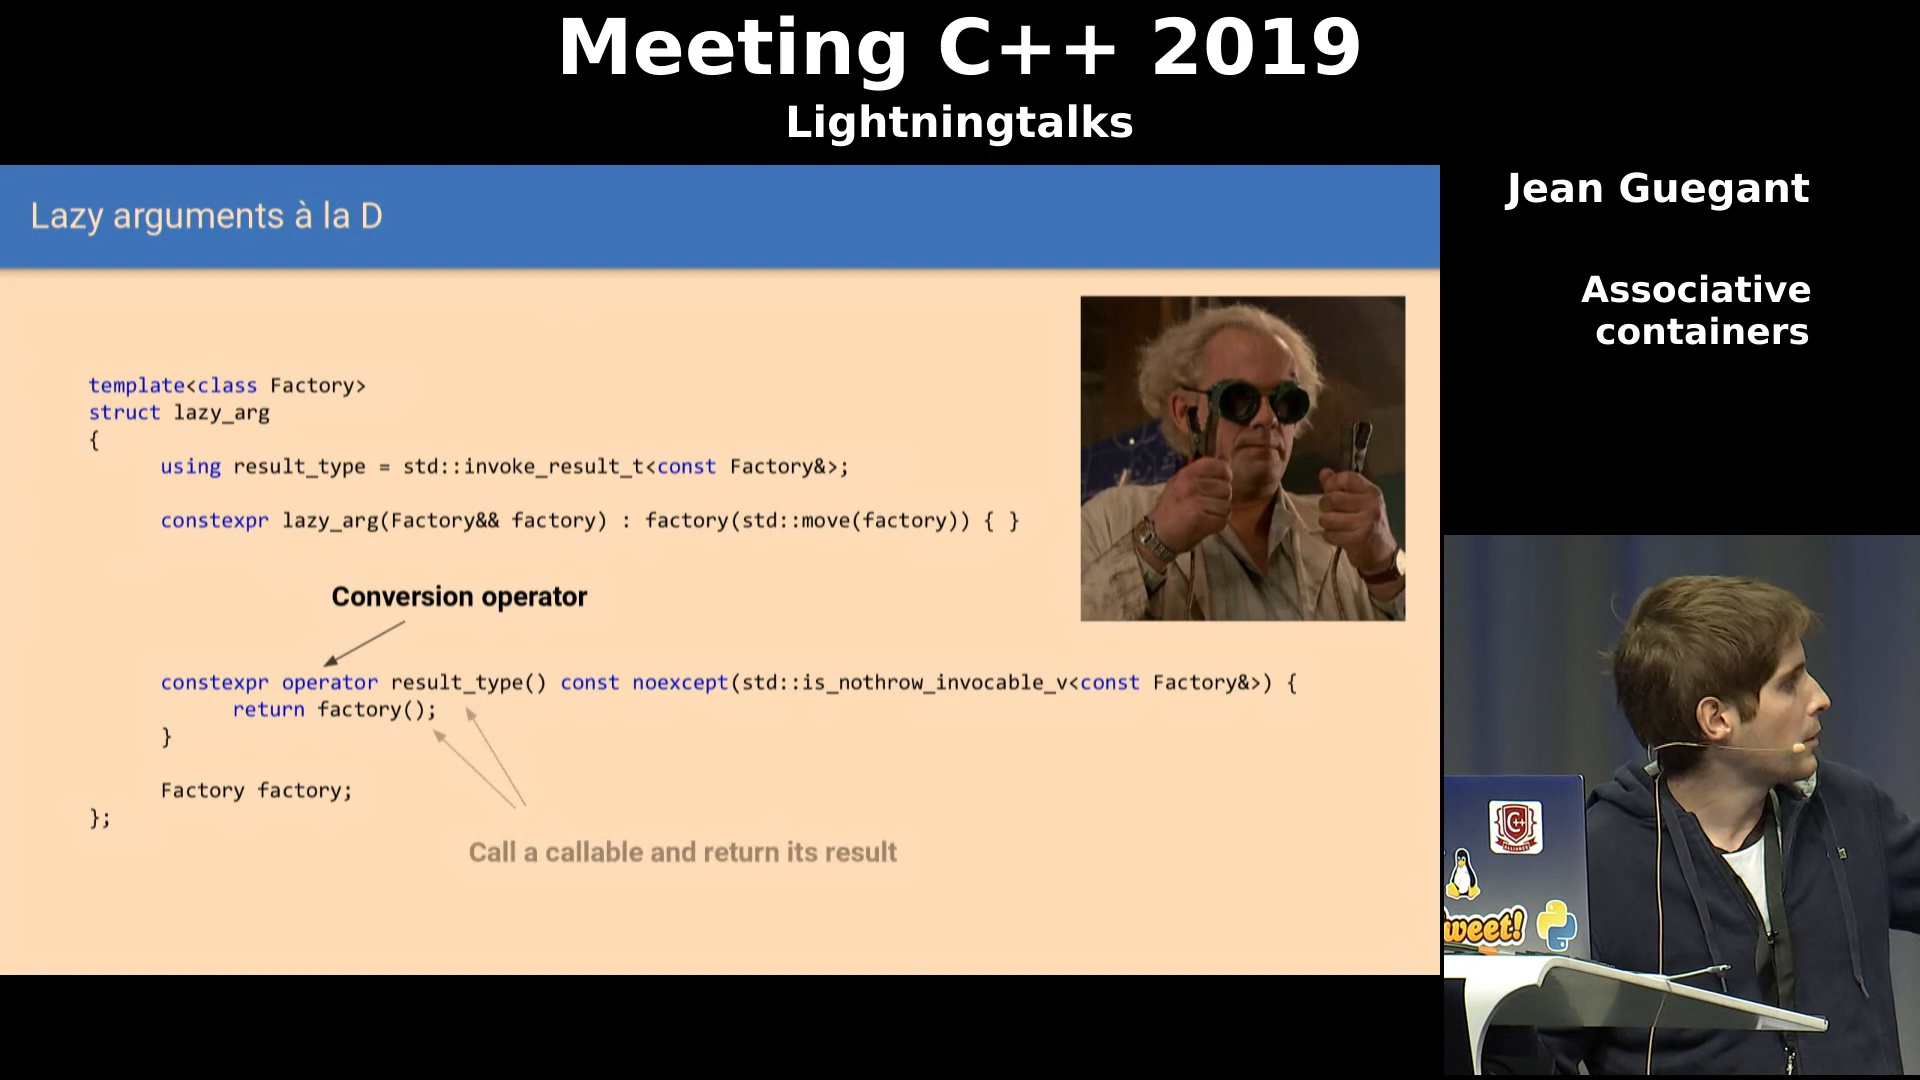 Meeting C++ 2019
Lightningtalks
Jean Guegant
Associative
containers
Lazy arguments à la D
template<class Factory>
struct lazy_arg
{
using result_type = std::invoke_result_t<const Factory&>;
constexpr lazy_arg(Factory&& factory) : factory(std::move(factory)) { }
Conversion operator
constexpr operator result_type() const noexcept(std::is_nothrow_invocable_v<const Factory&>) {
return factory();
}
Factory factory;
};
Call a callable and return its result
C++
weet!